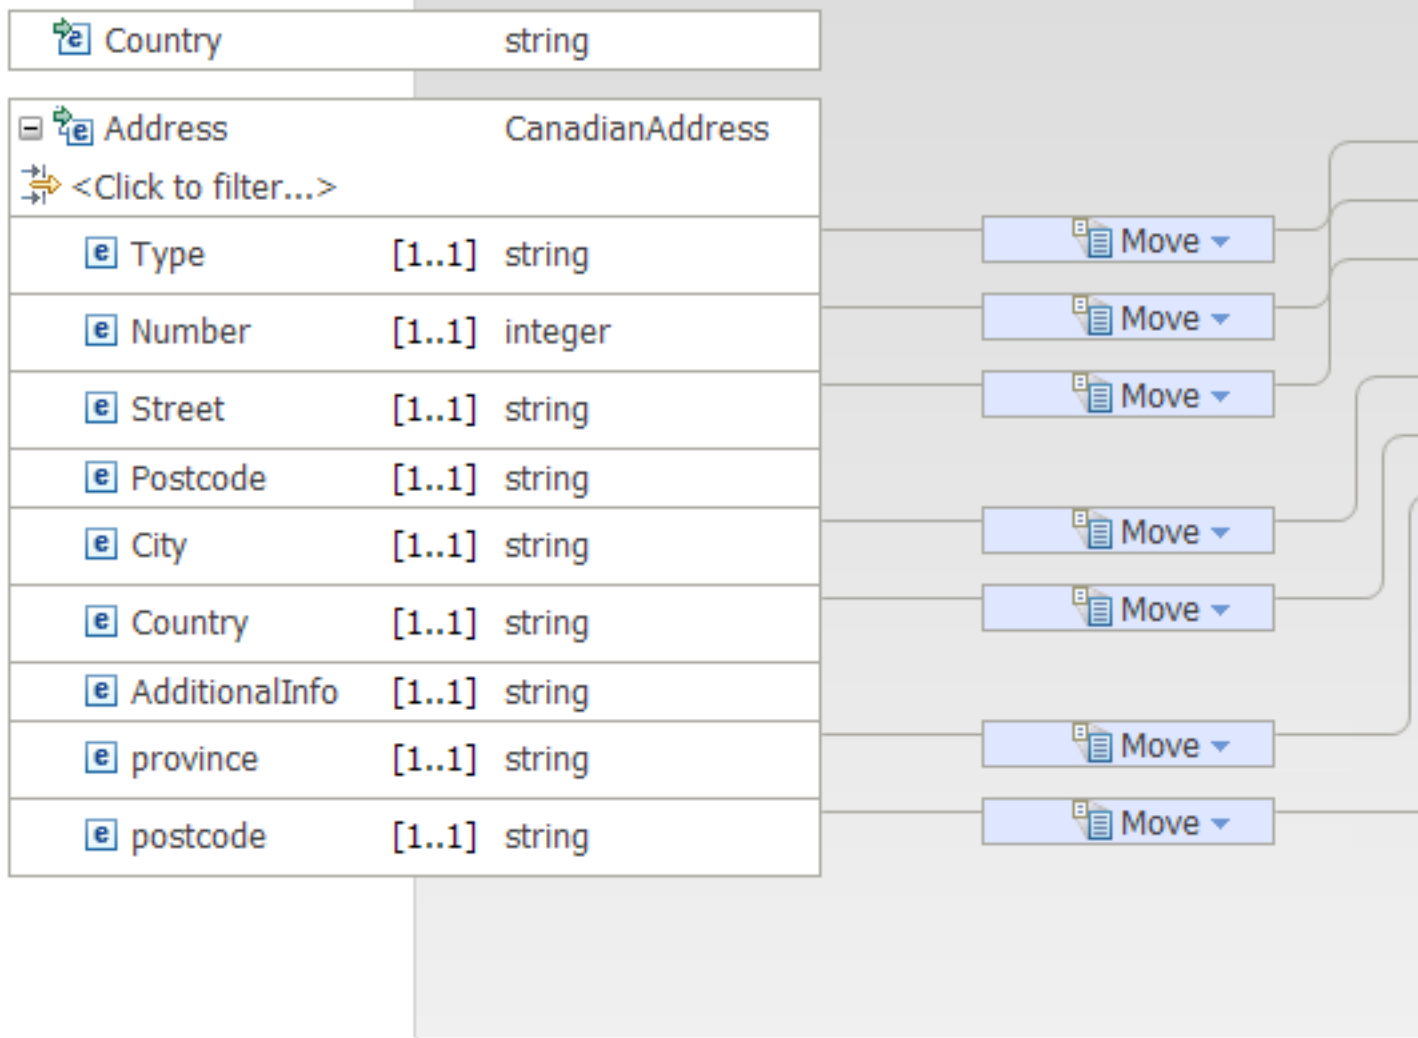 Country string
Address CanadianAddress
<Click to filter...>
Type [1..1] string Move
Number [1..1] integer Move
Street [1..1] string Move
Postcode [1..1] string
City [1..1] string Move
Country [1..1] string Move
AdditionalInfo [1..1] string
province [1..1] string Move
postcode [1..1] string Move